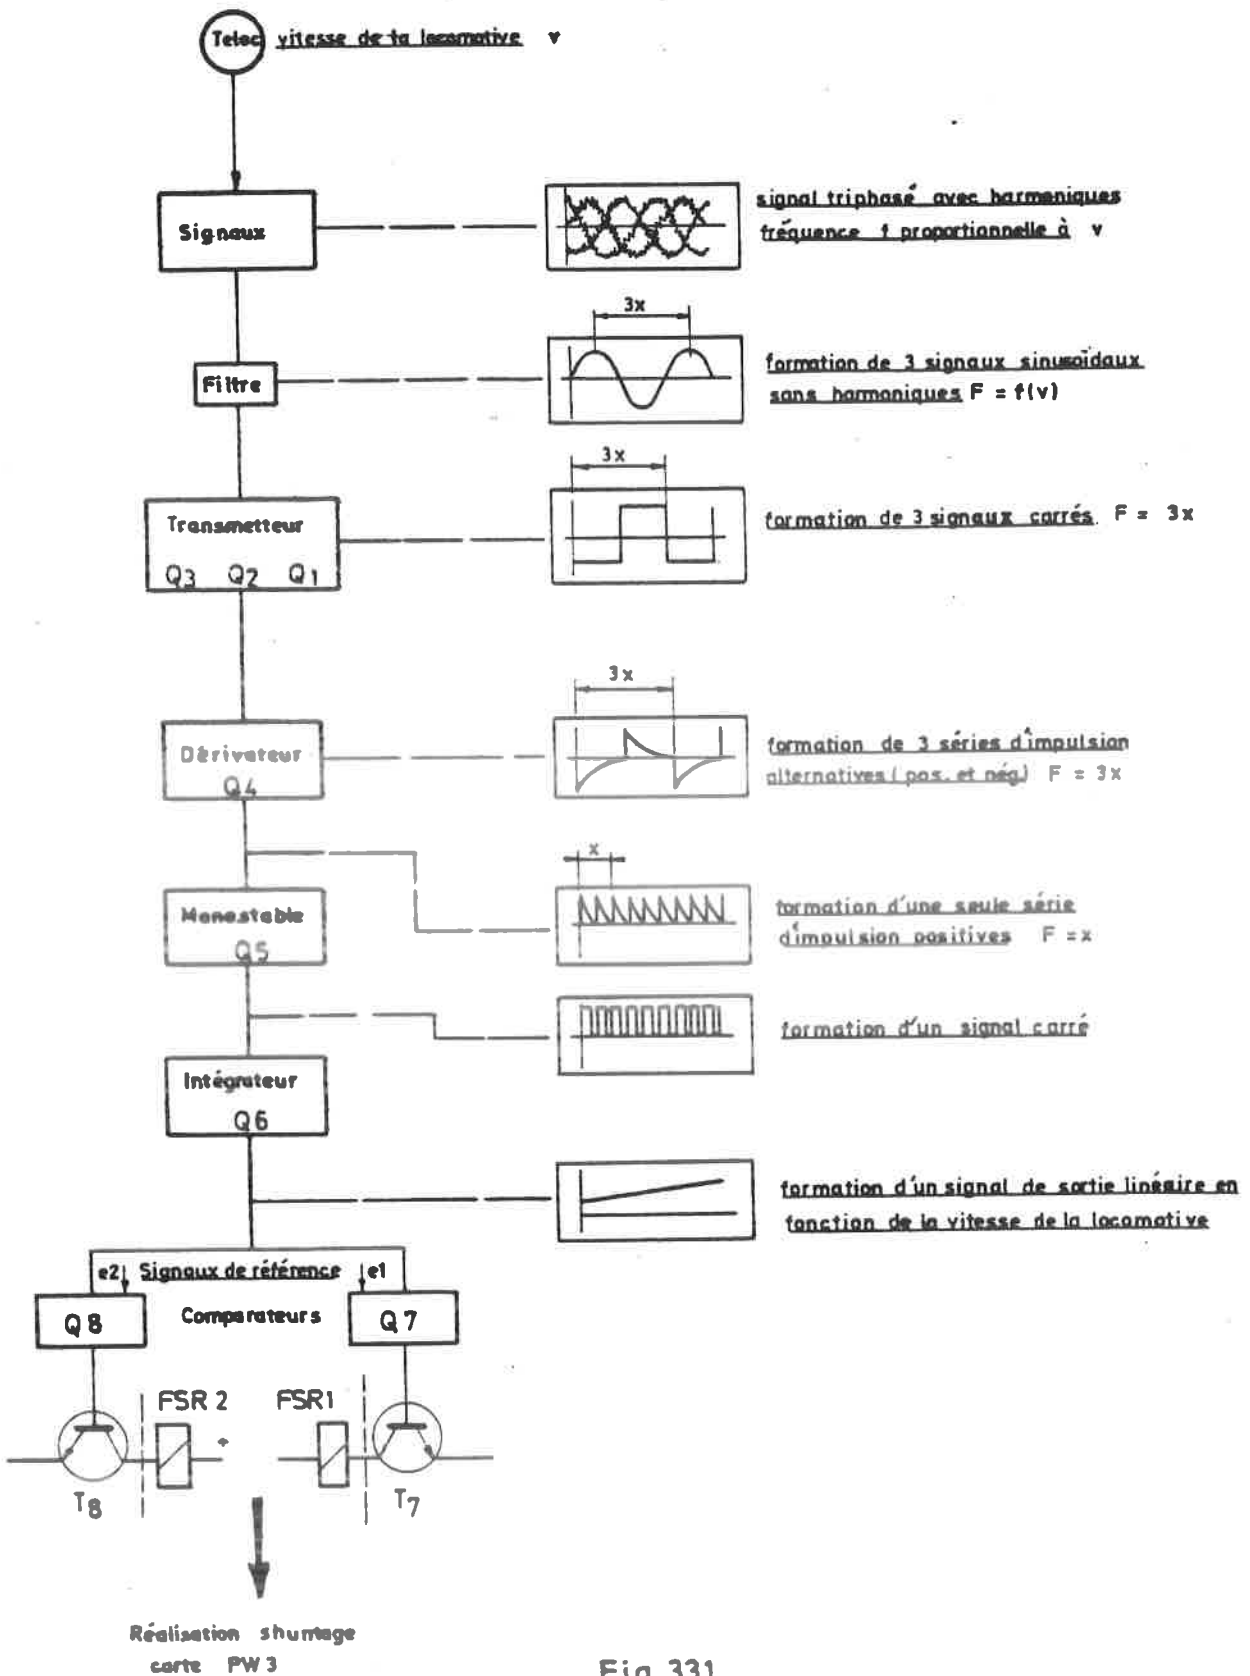 Teloc vitesse de la locomotive v
Signaux
signal triphasé avec harmoniques
fréquence f proportionnelle à v
3x
Filtre
formation de 3 signaux sinusoïdaux
sans harmoniques F = f(v)
3x
Transmetteur
Q3 Q2 Q1
formation de 3 signaux carrés. F = 3x
3x
Dérivateur
Q4
formation de 3 séries d'impulsion
alternatives (pos. et nég.) F = 3x
x
Monostable
Q5
formation d'une seule série
d'impulsion positives F = x
formation d'un signal carré
Intégrateur
Q6
formation d'un signal de sortie linéaire en
fonction de la vitesse de la locomotive
e2 Signaux de référence e1
Q8 Comparateurs Q7
FSR 2 FSR1
+
T8 T7
Réalisation shuntage
carte PW3
Fig 331